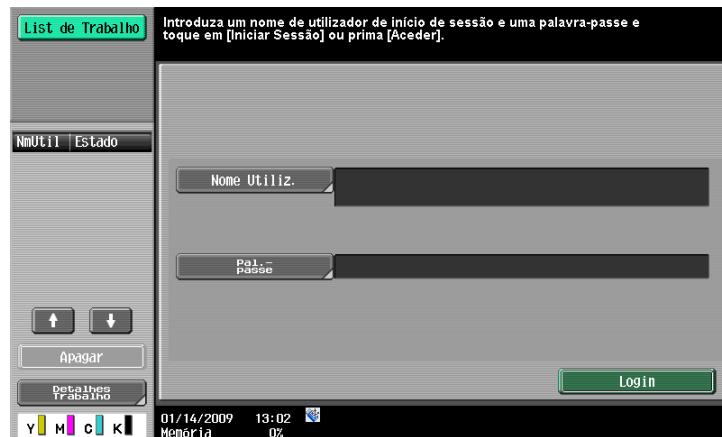 List de Trabalho
Introduza um nome de utilizador de início de sessão e uma palavra-passe e
toque em [Iniciar Sessão] ou prima [Aceder].
NmUtil Estado
Nome Utiliz.
Pal.-
passe
Apagar
Detalhes
Trabalho
Login
Y M C K
01/14/2009 13:02
Memória 0%